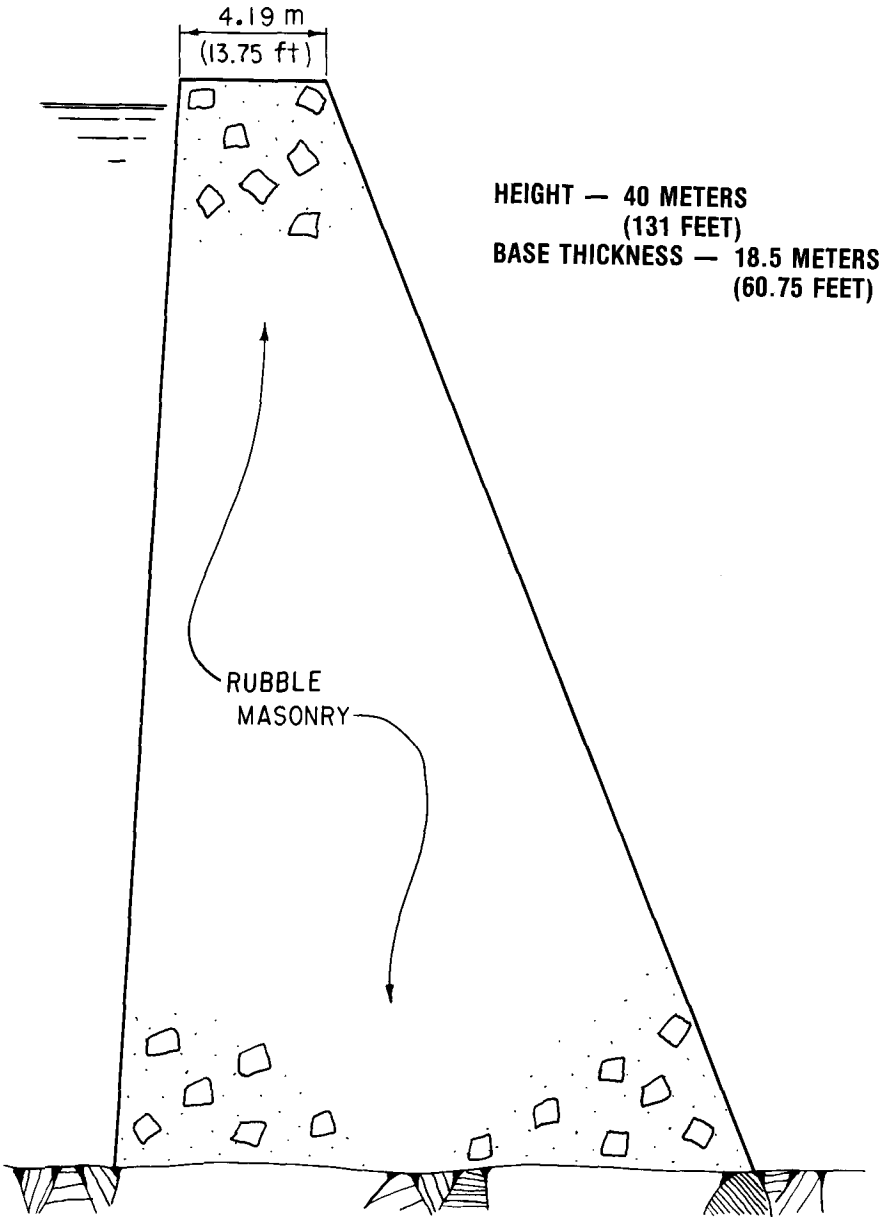 4.19 m
(13.75 ft)
HEIGHT — 40 METERS
(131 FEET)
BASE THICKNESS — 18.5 METERS
(60.75 FEET)
RUBBLE
MASONRY